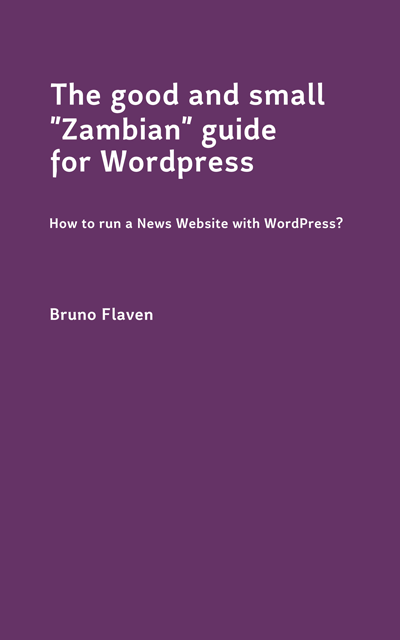 The good and small
"Zambian" guide
for Wordpress
How to run a News Website with WordPress?
Bruno Flaven